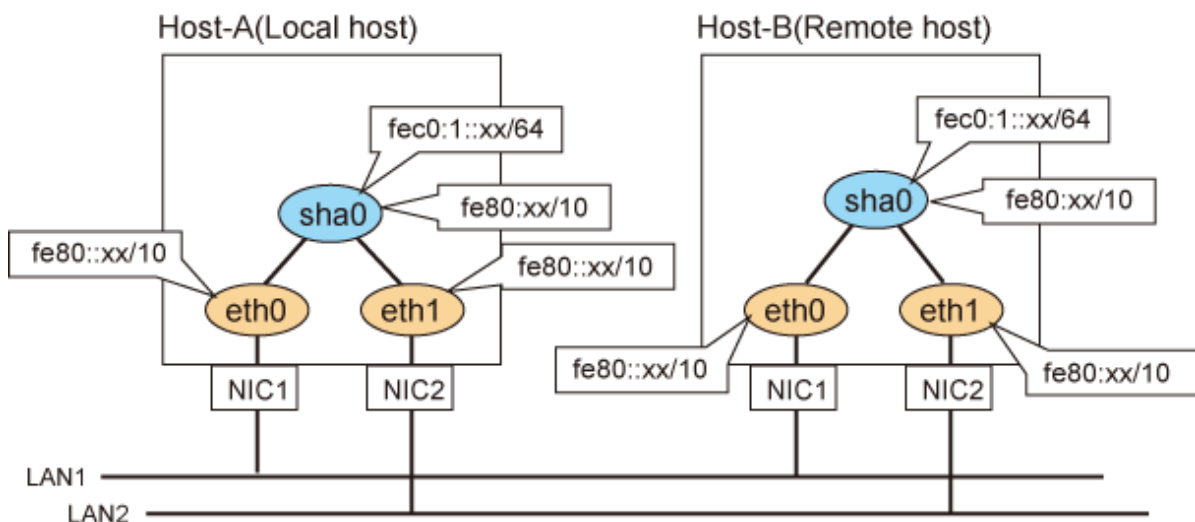 Host-A(Local host)
Host-B(Remote host)
fec0:1::xx/64
fec0:1::xx/64
sha0
fe80:xx/10
sha0
fe80:xx/10
fe80::xx/10
fe80::xx/10
eth0
eth1
eth0
eth1
fe80::xx/10
fe80:xx/10
NIC1
NIC2
NIC1
NIC2
LAN1
LAN2